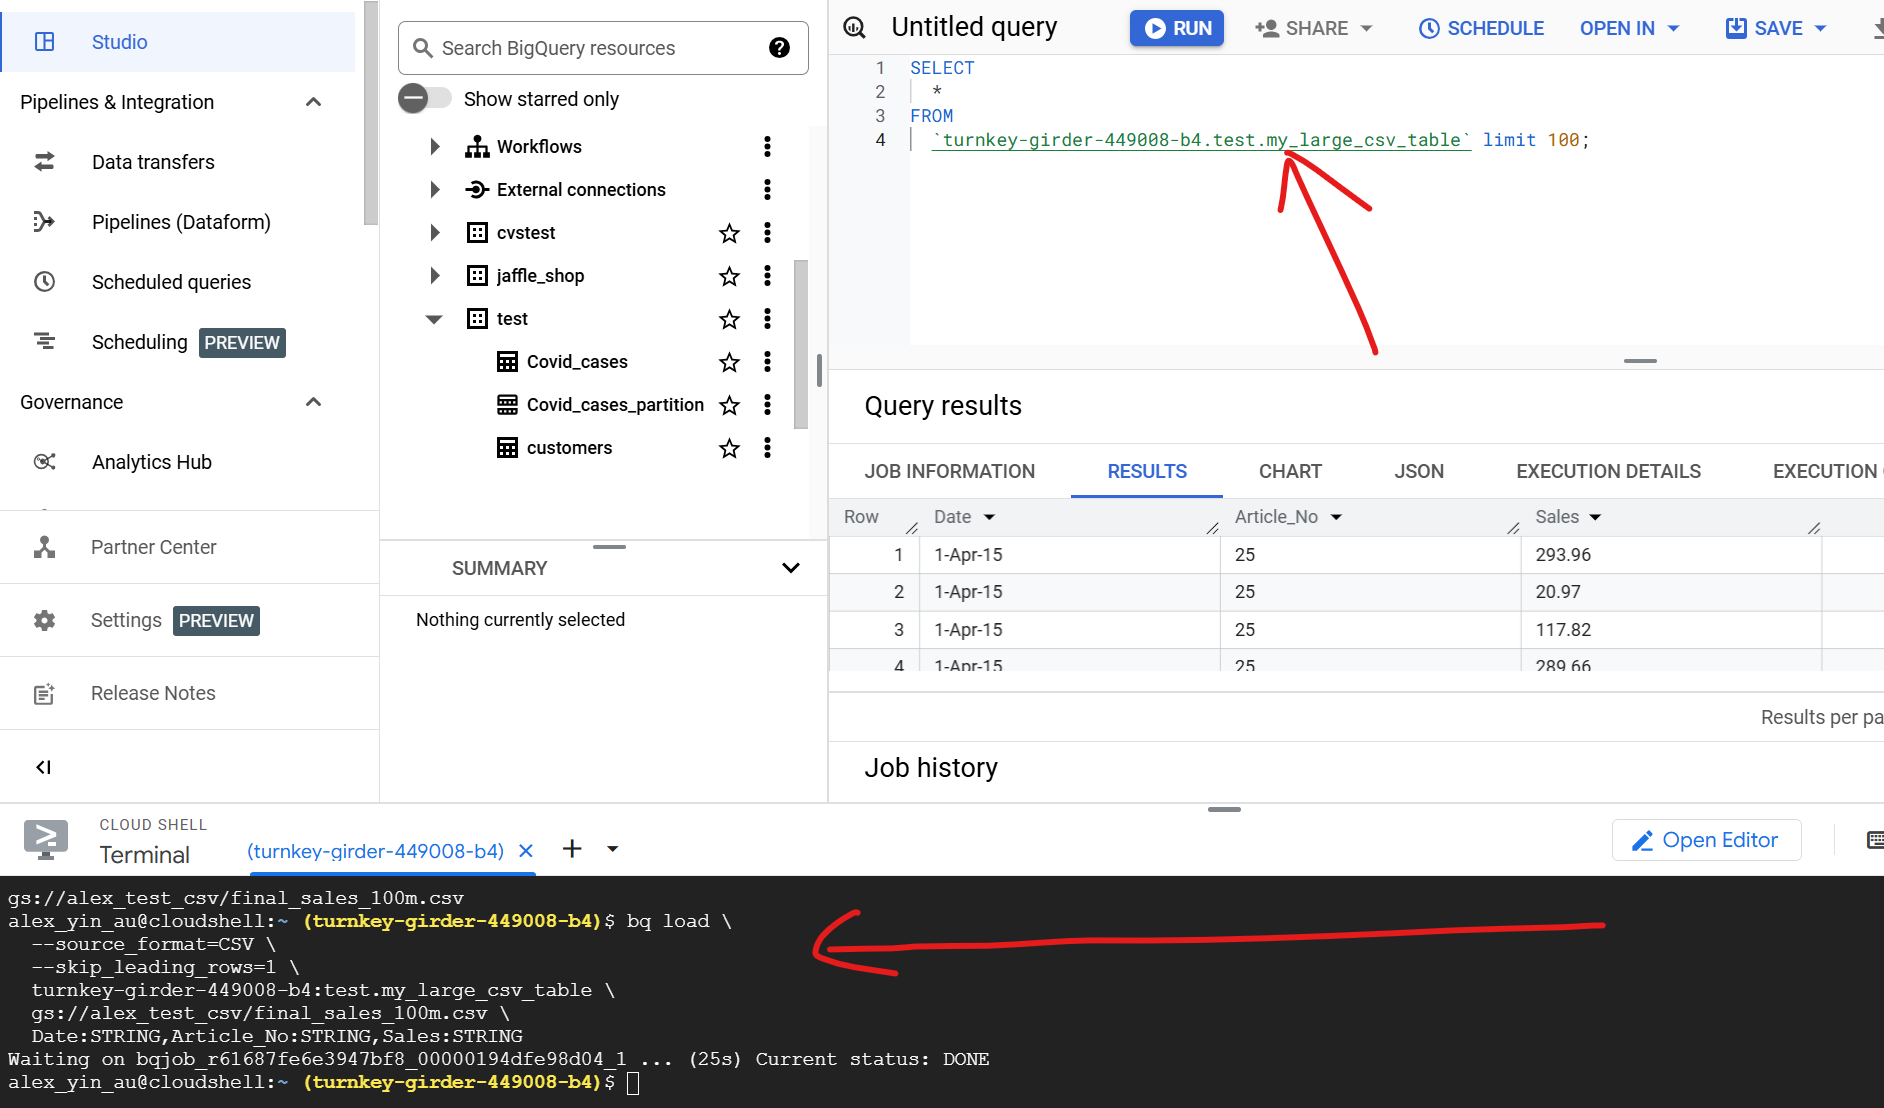 Studio
Pipelines & Integration
Data transfers
Pipelines (Dataform)
Scheduled queries
Scheduling PREVIEW
Governance
Analytics Hub
Partner Center
Settings PREVIEW
Release Notes
Search BigQuery resources
Show starred only
Workflows
External connections
cvstest
jaffle_shop
test
Covid_cases
Covid_cases_partition
customers
SUMMARY
Nothing currently selected
Untitled query
RUN
SHARE
SCHEDULE
OPEN IN
SAVE
1 SELECT
2 *
3 FROM
4 `turnkey-girder-449008-b4.test.my_large_csv_table` limit 100;
Query results
JOB INFORMATION RESULTS CHART JSON EXECUTION DETAILS EXECUTION
Row Date Article_No Sales
1 1-Apr-15 25 293.96
2 1-Apr-15 25 20.97
3 1-Apr-15 25 117.82
4 1-Apr-15 25 289.66
Results per pa
Job history
CLOUD SHELL
Terminal
(turnkey-girder-449008-b4)
Open Editor
gs://alex_test_csv/final_sales_100m.csv
alex_yin_au@cloudshell:~ (turnkey-girder-449008-b4)$ bq load \
--source_format=CSV \
--skip_leading_rows=1 \
turnkey-girder-449008-b4:test.my_large_csv_table \
gs://alex_test_csv/final_sales_100m.csv \
Date:STRING,Article_No:STRING,Sales:STRING
Waiting on bqjob_r61687fe6e3947bf8_00000194dfe98d04_1 ... (25s) Current status: DONE
alex_yin_au@cloudshell:~ (turnkey-girder-449008-b4)$